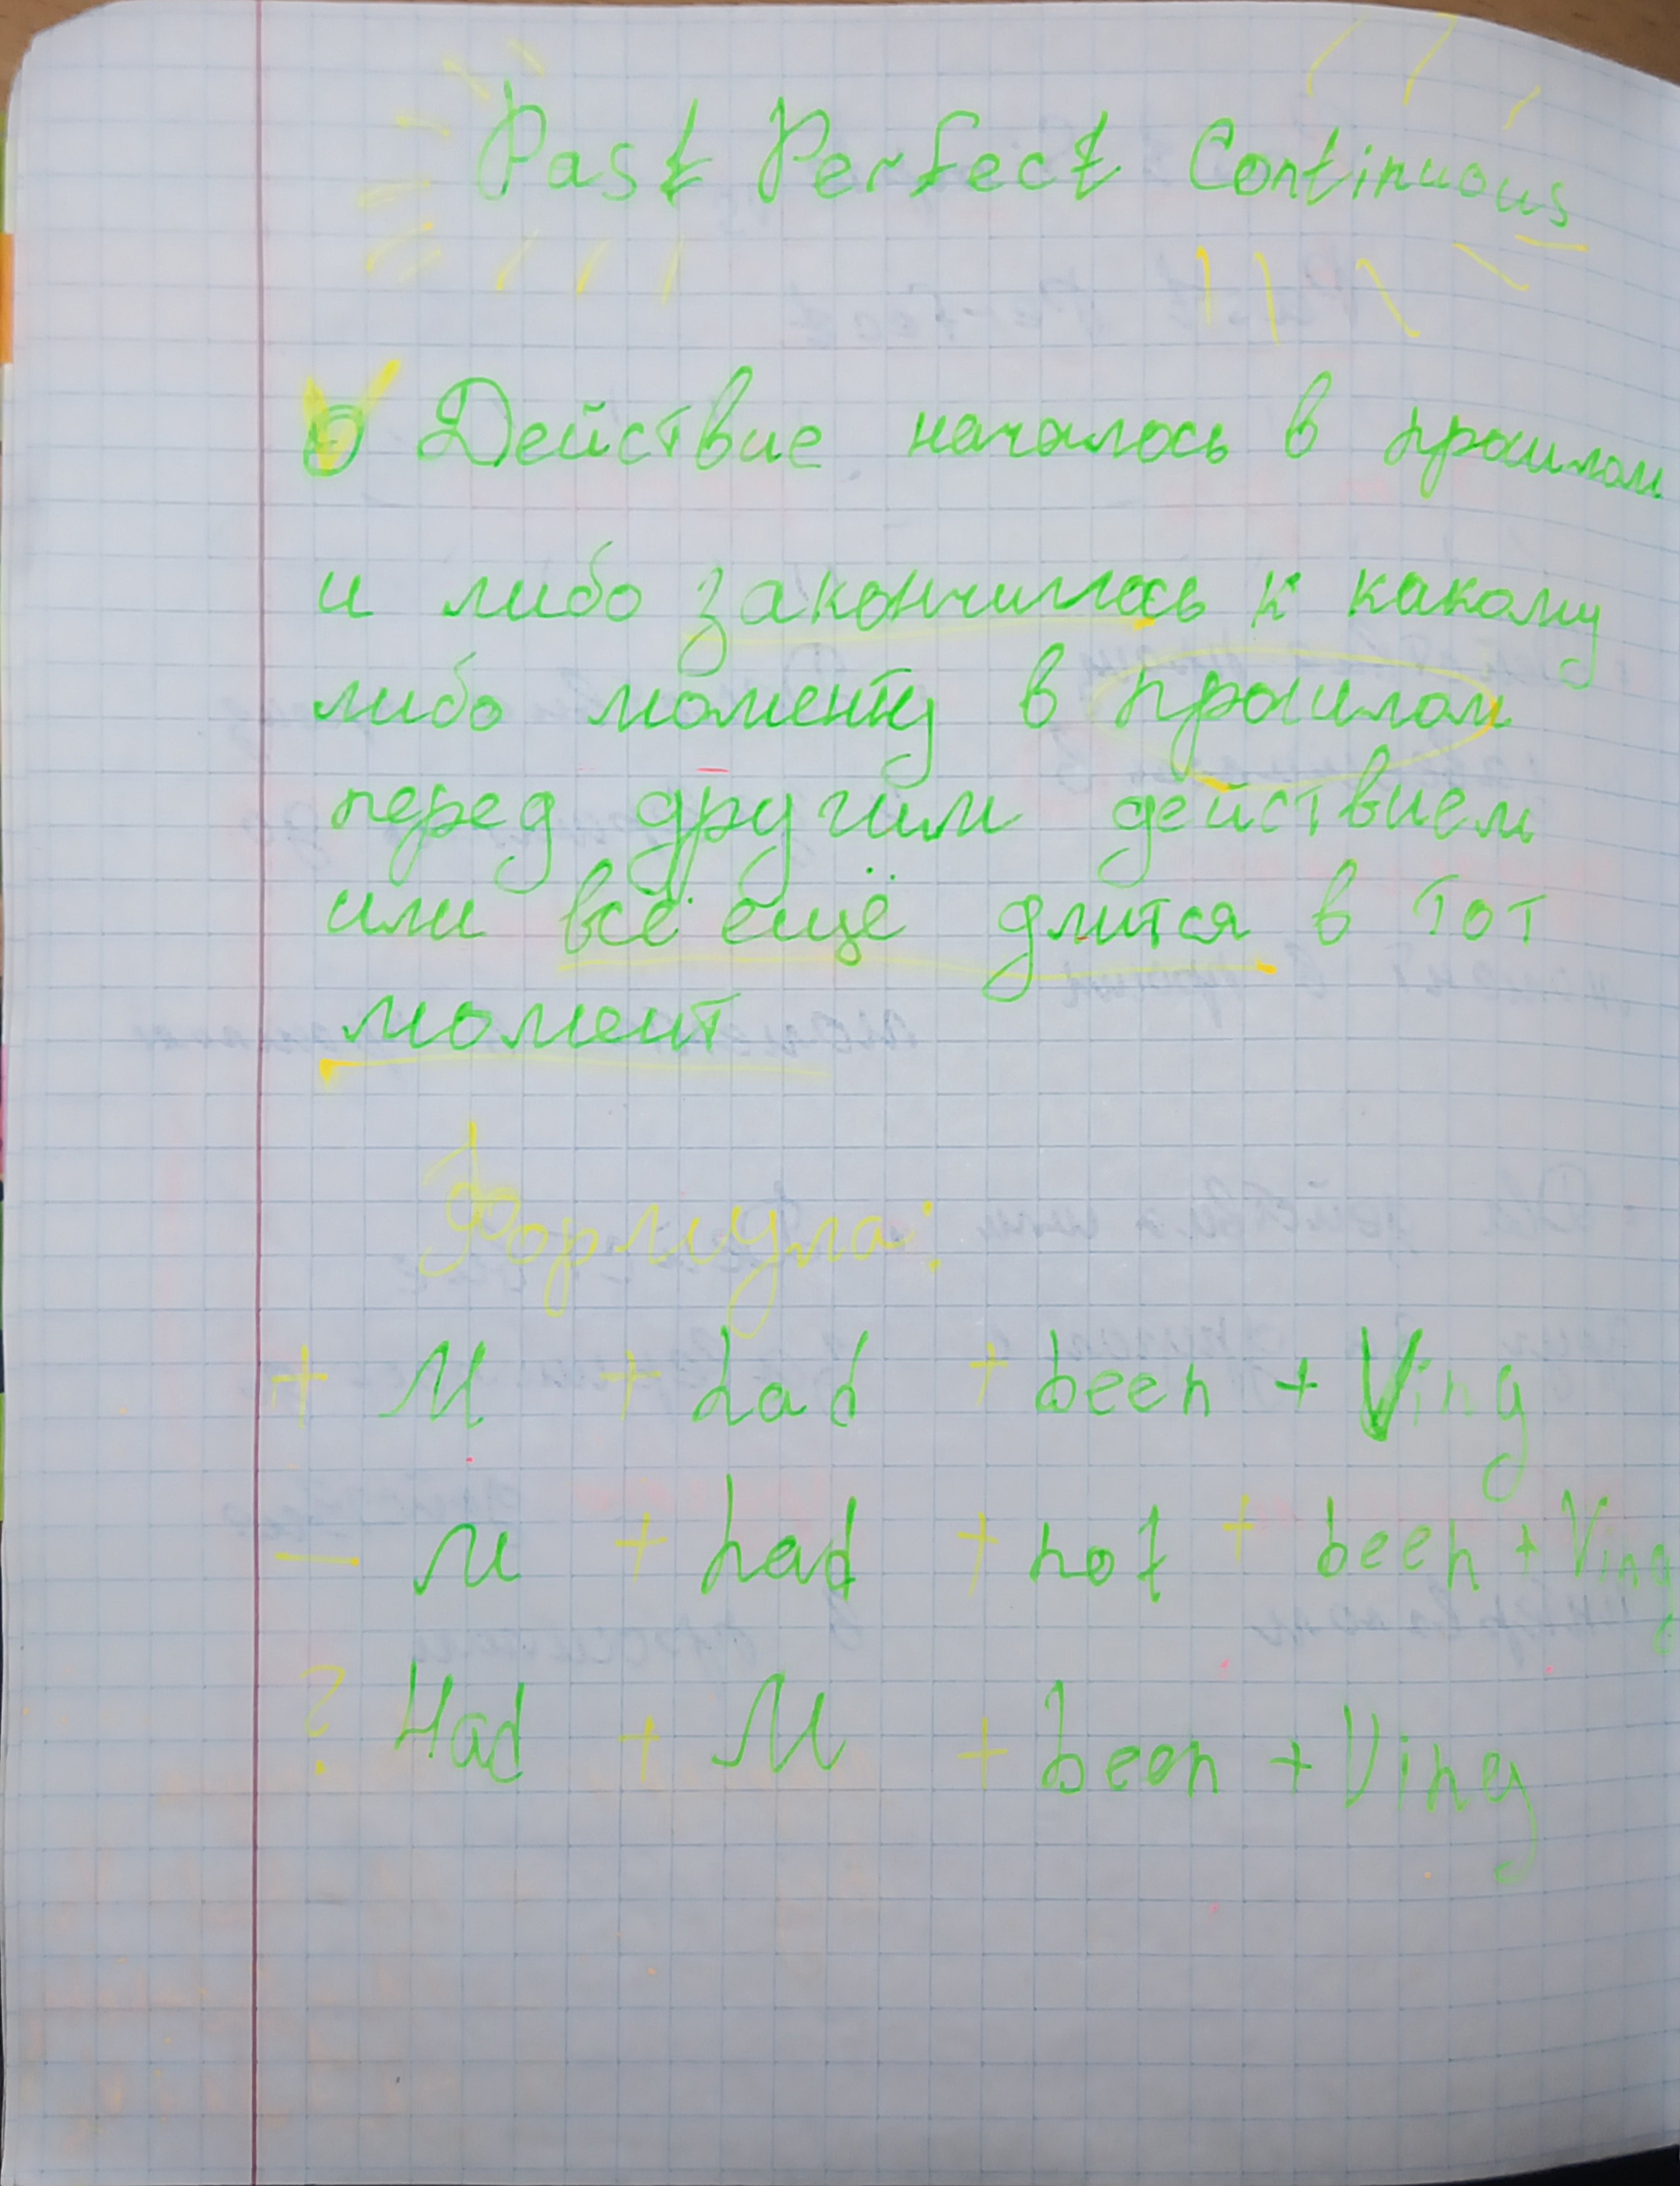 Past Perfect Continuous
Действие началось в прошлом
и либо закончилось к какому
либо моменту в прошлом
перед другим действием
или всё ещё длится в тот
момент
Формула:
+ М + had + been + Ving
— М + had + not + been + Ving
? Had + М + been + Ving